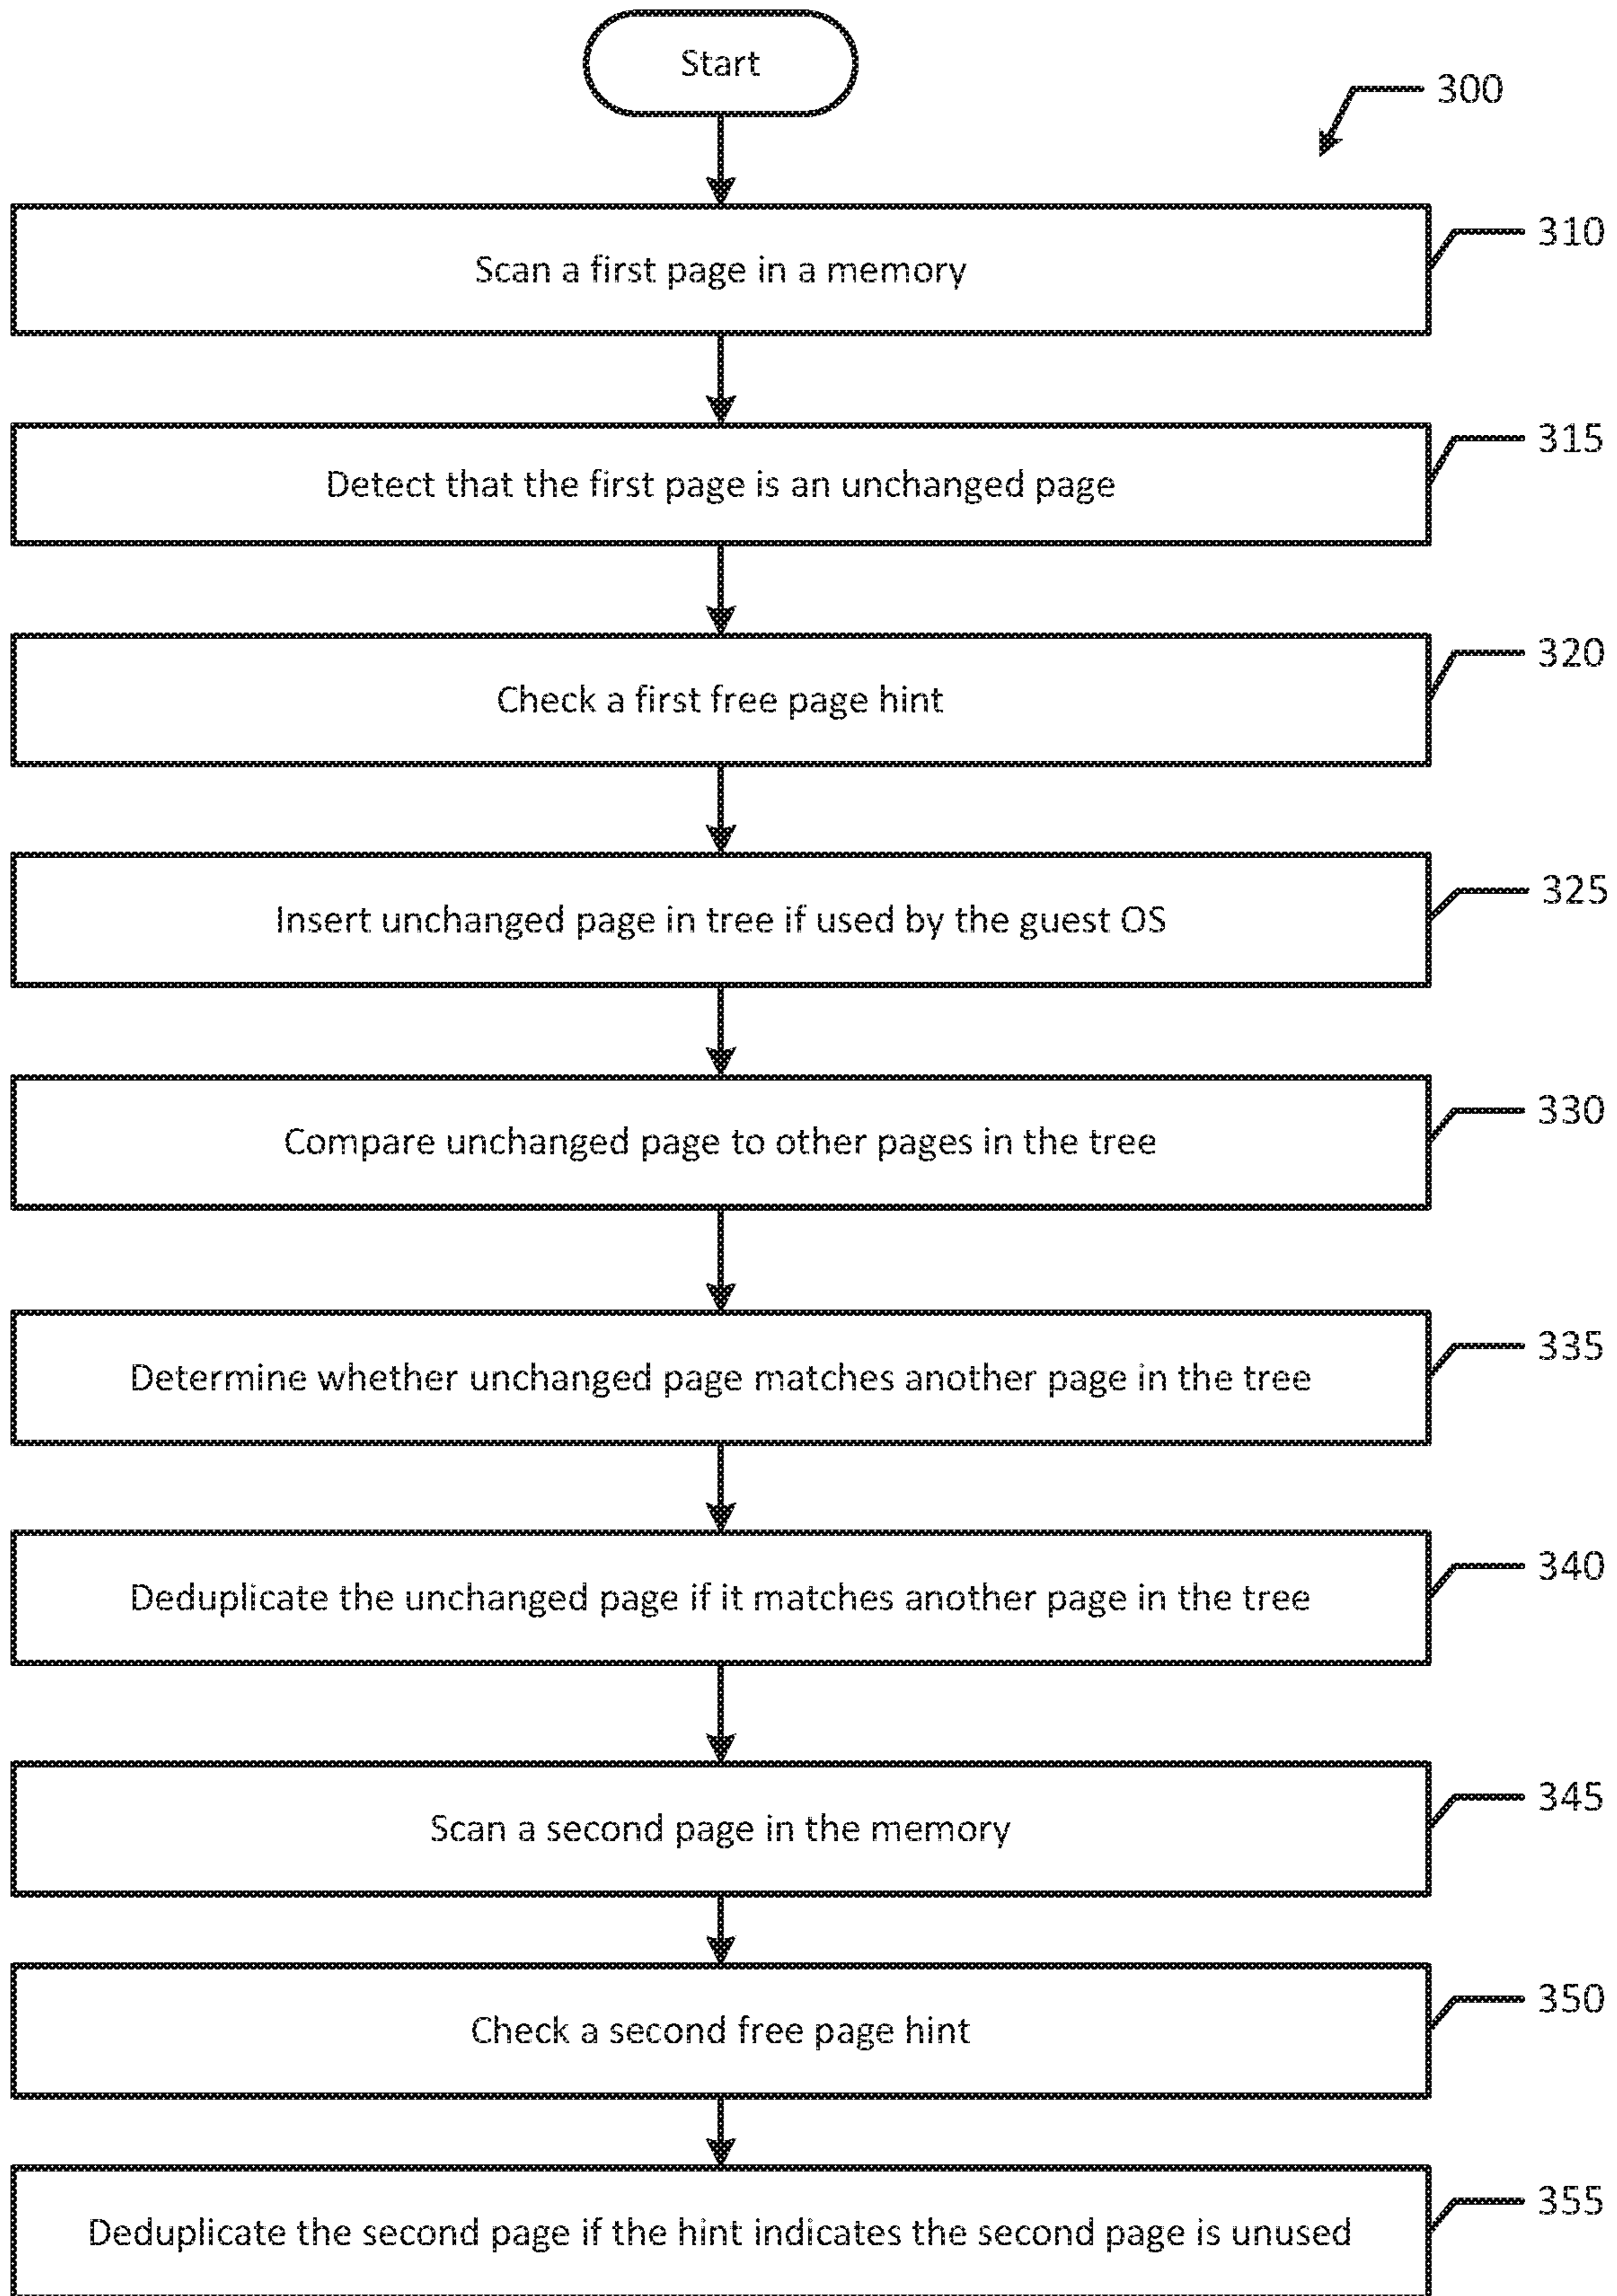 Start
300
Scan a first page in a memory
310
Detect that the first page is an unchanged page
315
Check a first free page hint
320
Insert unchanged page in tree if used by the guest OS
325
Compare unchanged page to other pages in the tree
330
Determine whether unchanged page matches another page in the tree
335
Deduplicate the unchanged page if it matches another page in the tree
340
Scan a second page in the memory
345
Check a second free page hint
350
Deduplicate the second page if the hint indicates the second page is unused
355